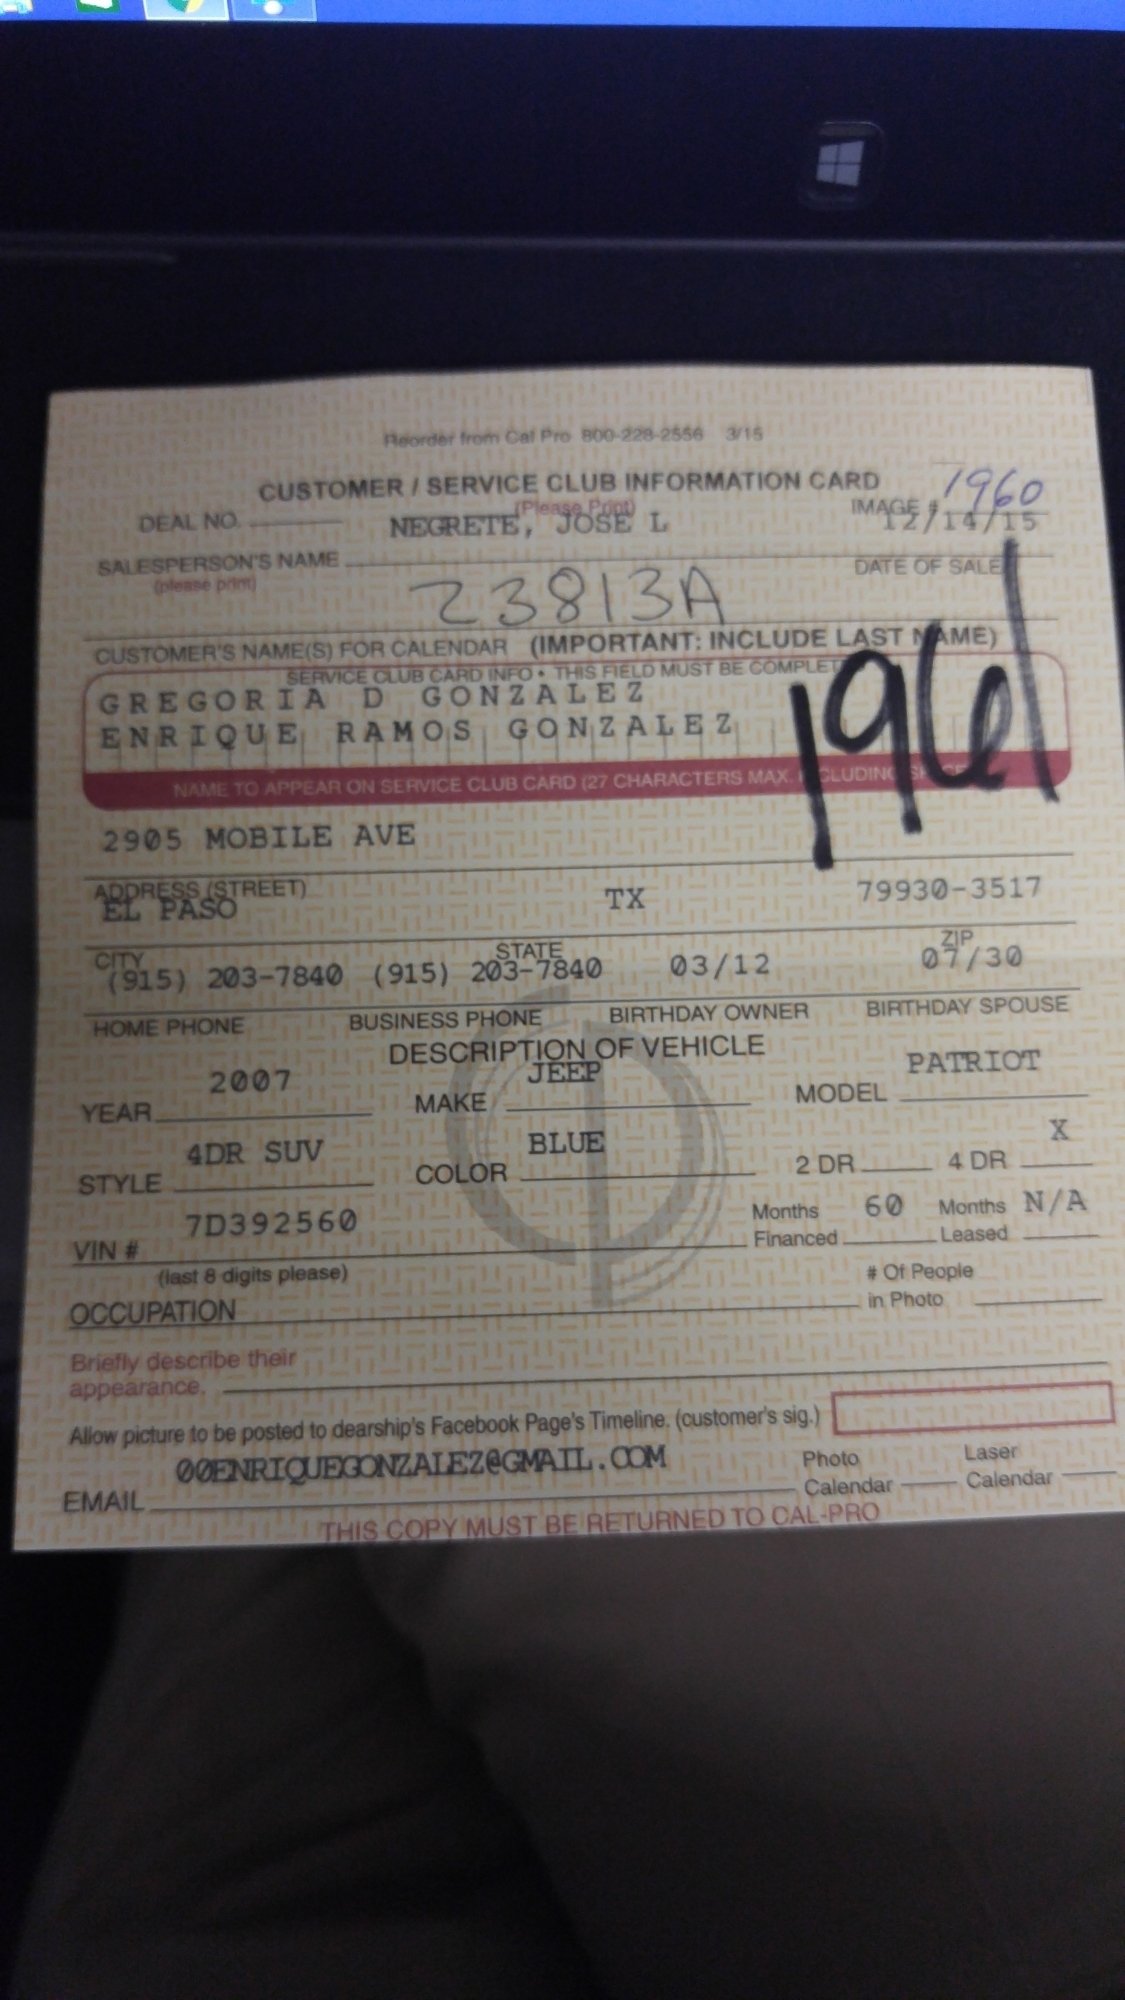 Reorder from Cal Pro 800-228-2556 3/15
CUSTOMER / SERVICE CLUB INFORMATION CARD
(Please Print)
IMAGE # 1960
DEAL NO. NEGRETE, JOSE L 12/14/15
SALESPERSON'S NAME DATE OF SALE
(please print)
23813A
CUSTOMER'S NAME(S) FOR CALENDAR (IMPORTANT: INCLUDE LAST NAME)
1961
SERVICE CLUB CARD INFO • THIS FIELD MUST BE COMPLET
GREGORIA D GONZALEZ
ENRIQUE RAMOS GONZALEZ
NAME TO APPEAR ON SERVICE CLUB CARD (27 CHARACTERS MAX.
2905 MOBILE AVE
ADDRESS (STREET)
EL PASO TX 79930-3517
CITY STATE ZIP
(915) 203-7840 (915) 203-7840 03/12 07/30
HOME PHONE BUSINESS PHONE BIRTHDAY OWNER BIRTHDAY SPOUSE
DESCRIPTION OF VEHICLE
YEAR 2007 MAKE JEEP MODEL PATRIOT
STYLE 4DR SUV COLOR BLUE 2 DR 4 DR X
VIN # 7D392560 Months Financed 60 Months Leased N/A
(last 8 digits please)
OCCUPATION # Of People in Photo
Briefly describe their
appearance.
Allow picture to be posted to dearship's Facebook Page's Timeline. (customer's sig.)
EMAIL 00ENRIQUEGONZALEZ@GMAIL.COM Photo Calendar Laser Calendar
THIS COPY MUST BE RETURNED TO CAL-PRO